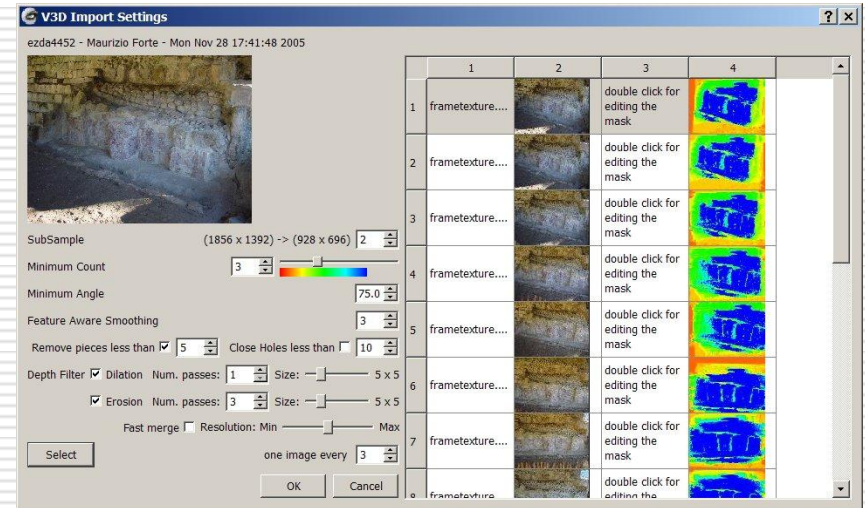 V3D Import Settings
ezda4452 - Maurizio Forte - Mon Nov 28 17:41:48 2005
SubSample (1856 x 1392) -> (928 x 696) 2
Minimum Count 3
Minimum Angle 75.0
Feature Aware Smoothing 3
Remove pieces less than 5 Close Holes less than 10
Depth Filter Dilation Num. passes: 1 Size: 5 x 5
Erosion Num. passes: 3 Size: 5 x 5
Fast merge Resolution: Min Max
Select one image every 3
OK Cancel
1 2 3 4
1 frametexture.... double click for
editing the
mask
2 frametexture.... double click for
editing the
mask
3 frametexture.... double click for
editing the
mask
4 frametexture.... double click for
editing the
mask
5 frametexture.... double click for
editing the
mask
6 frametexture.... double click for
editing the
mask
7 frametexture.... double click for
editing the
mask
double click for